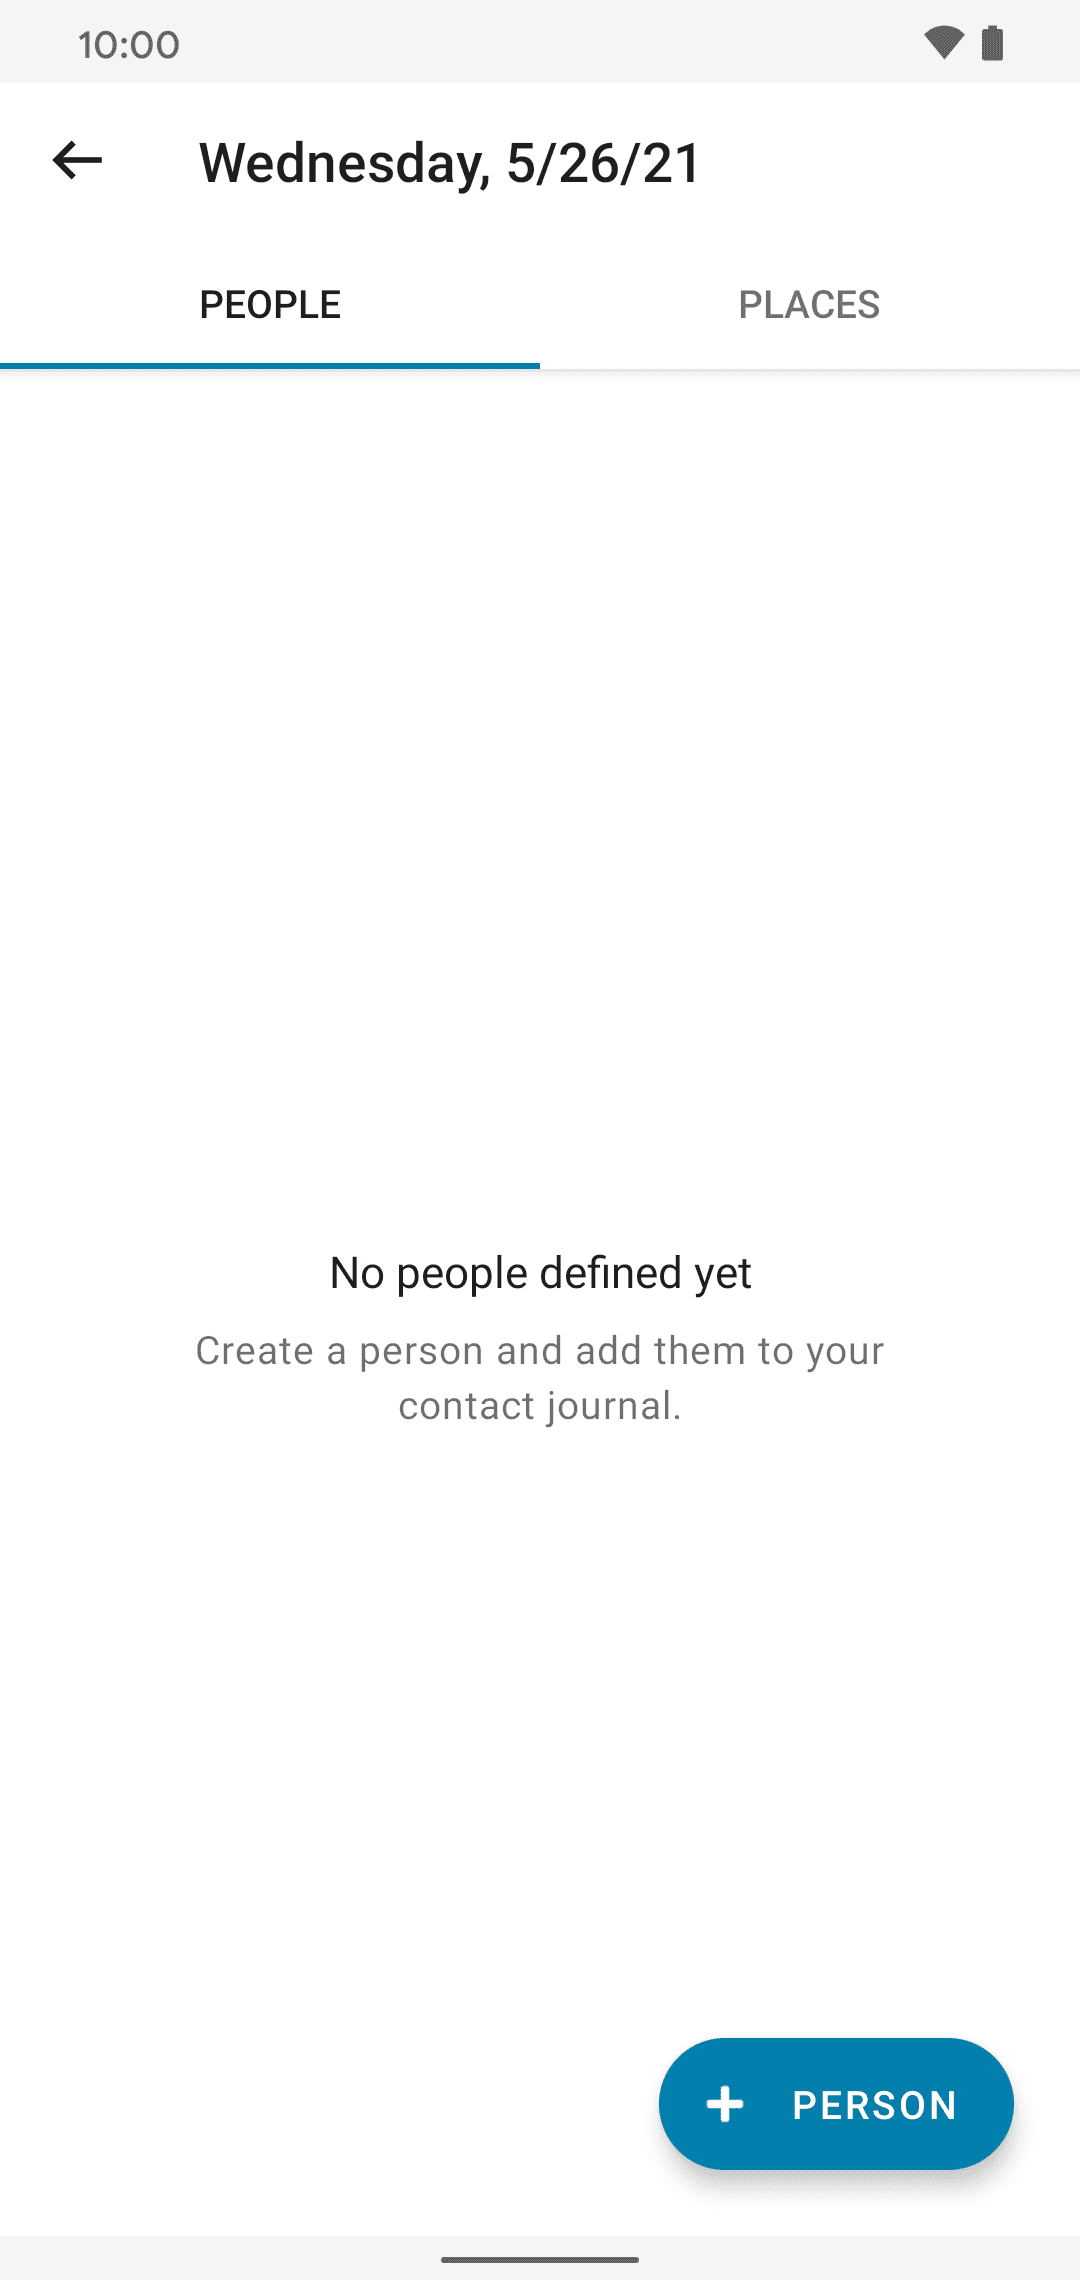 10:00
Wednesday, 5/26/21
PEOPLE
PLACES
No people defined yet
Create a person and add them to your
contact journal.
PERSON